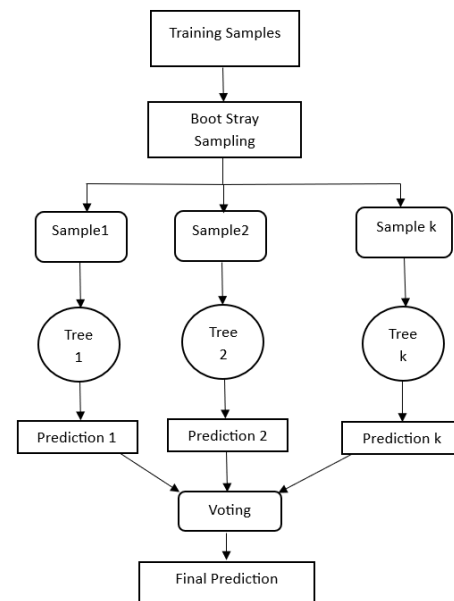 Training Samples
Boot Stray
Sampling
Sample1
Sample2
Sample k
Tree
1
Tree
2
Tree
k
Prediction 1
Prediction 2
Prediction k
Voting
Final Prediction